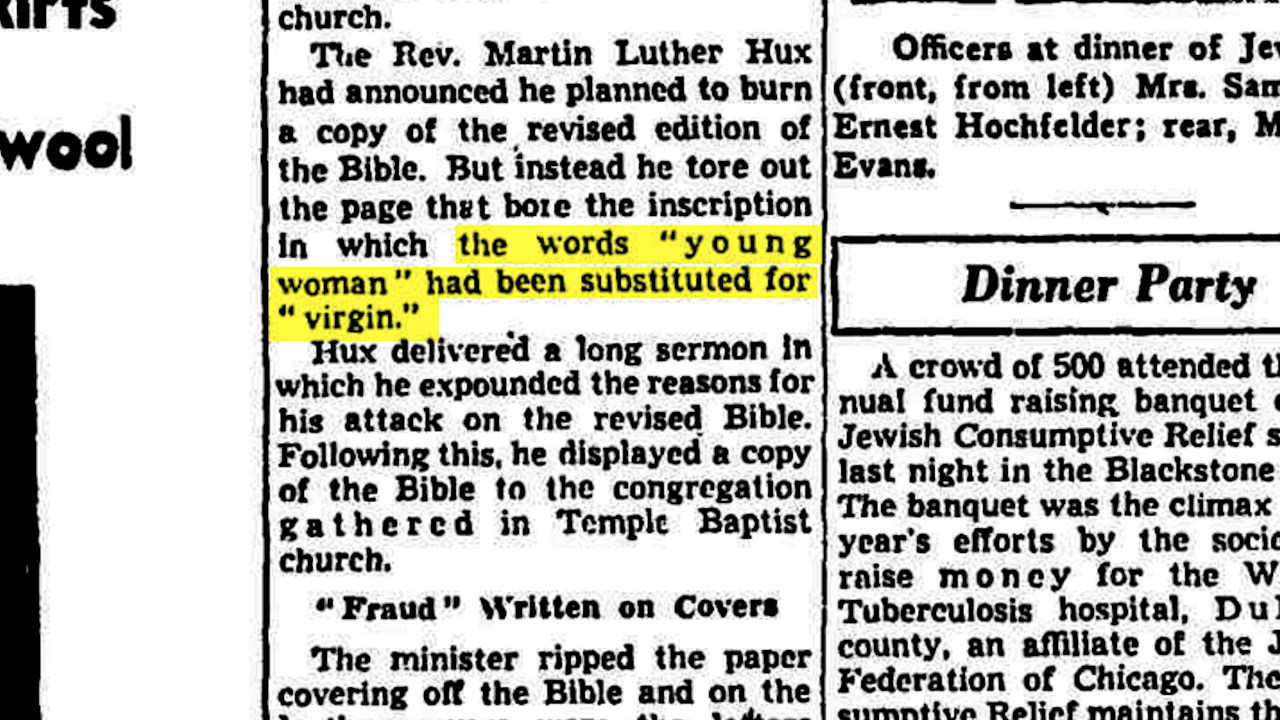 wool
church.
The Rev. Martin Luther Hux
had announced he planned to burn
a copy of the revised edition of
the Bible. But instead he tore out
the page that bore the inscription
in which the words “young
woman” had been substituted for
“virgin.”
Hux delivered a long sermon in
which he expounded the reasons for
his attack on the revised Bible.
Following this, he displayed a copy
of the Bible to the congregation
gathered in Temple Baptist
church.
“Fraud” Written on Covers
The minister ripped the paper
covering off the Bible and on the
Officers at dinner of
(front, from left) Mrs.
Ernest Hochfelder; rear,
Evans.
Dinner Party
A crowd of 500 attended
nual fund raising banquet
Jewish Consumptive Relief
last night in the Blackstone
The banquet was the climax
year's efforts by the
raise money for the
Tuberculosis hospital,
county, an affiliate of the
Federation of Chicago.
sumptive Relief maintains